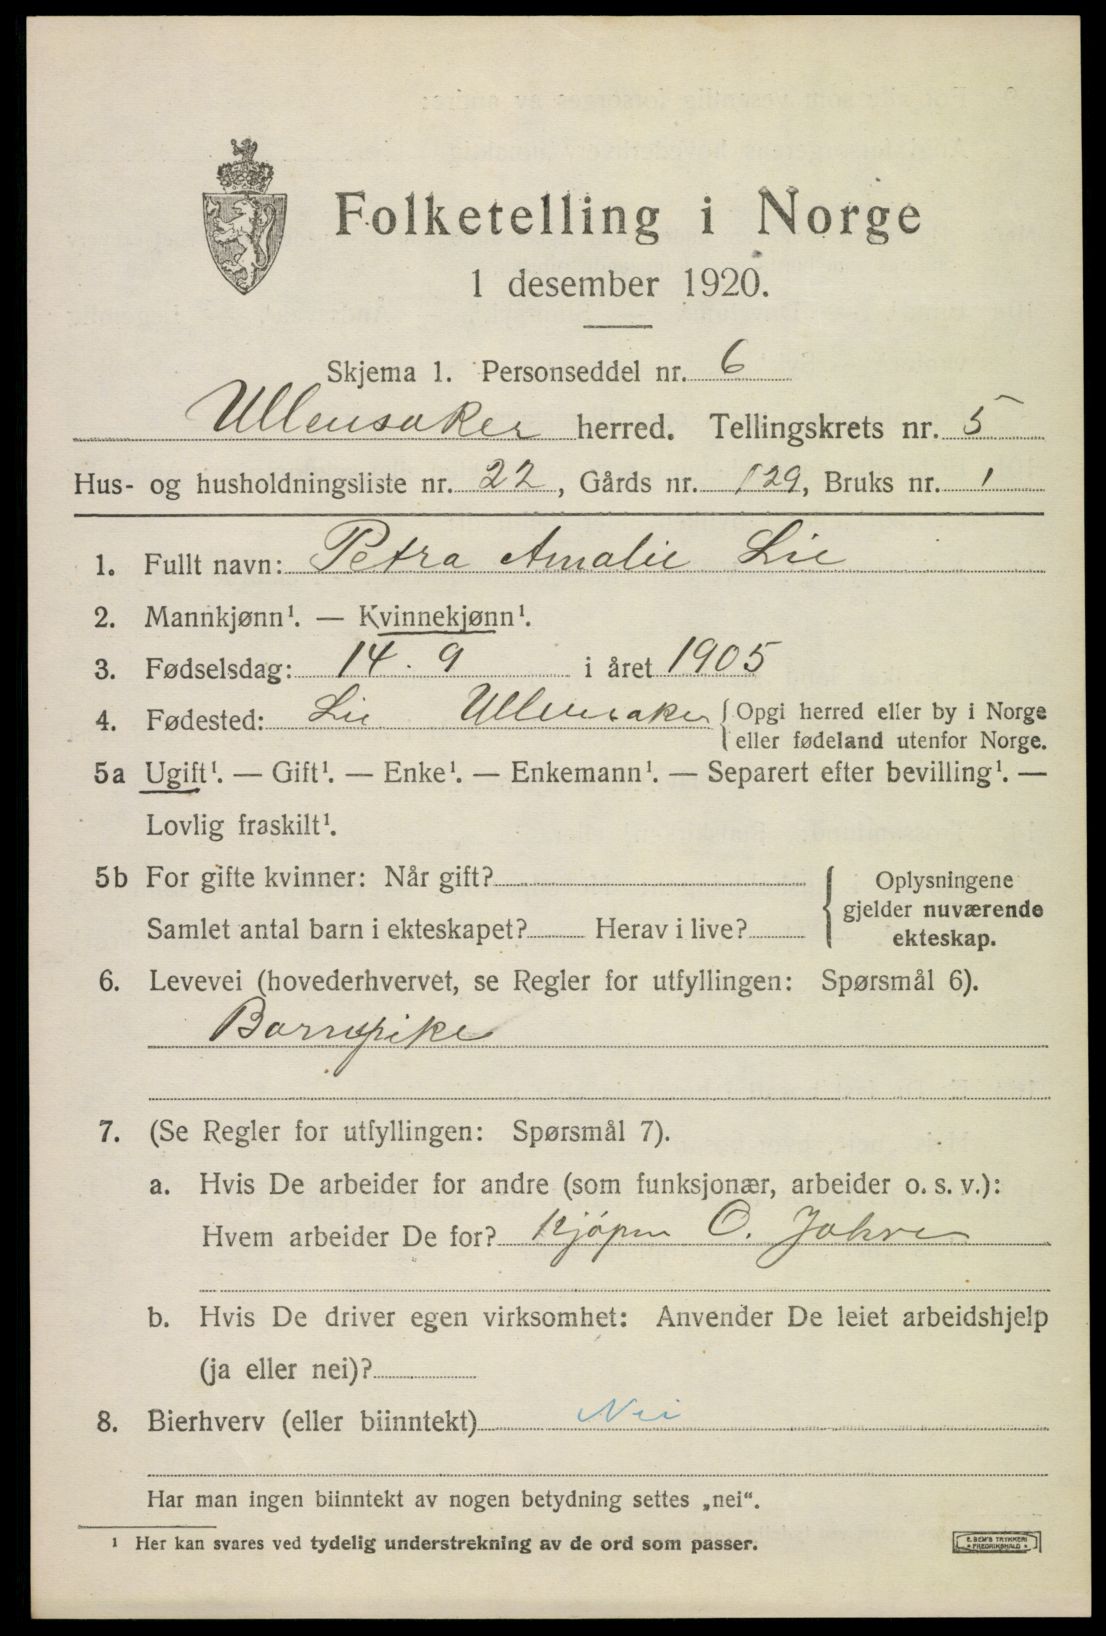 Folketelling i Norge
1 desember 1920.
Skjema 1. Personseddel nr. 6
Ullensaker herred. Tellingskrets nr. 5
Hus- og husholdningsliste nr. 22, Gårds nr. 129, Bruks nr. 1
1. Fullt navn: Petra Amalie Lie
2. Mannkjønn¹. — Kvinnekjønn¹.
3. Fødselsdag: 14. 9 i året 1905
4. Fødested: Lie Ullensaker { Opgi herred eller by i Norge
eller fødeland utenfor Norge.
5a Ugift¹. — Gift¹. — Enke¹. — Enkemann¹. — Separert efter bevilling¹. —
Lovlig fraskilt¹.
5b For gifte kvinner: Når gift?
Samlet antal barn i ekteskapet? Herav i live?
{ Oplysningene
gjelder nuværende
ekteskap.
6. Levevei (hovederhvervet, se Regler for utfyllingen: Spørsmål 6).
Barnepike
7. (Se Regler for utfyllingen: Spørsmål 7).
a. Hvis De arbeider for andre (som funksjonær, arbeider o. s. v.):
Hvem arbeider De for? Kjøpm O. Jahre
b. Hvis De driver egen virksomhet: Anvender De leiet arbeidshjelp
(ja eller nei)?
8. Bierhverv (eller biinntekt) Nei
Har man ingen biinntekt av nogen betydning settes „nei“.
¹ Her kan svares ved tydelig understrekning av de ord som passer.
TRYKKERI
FREDRIKSHALD